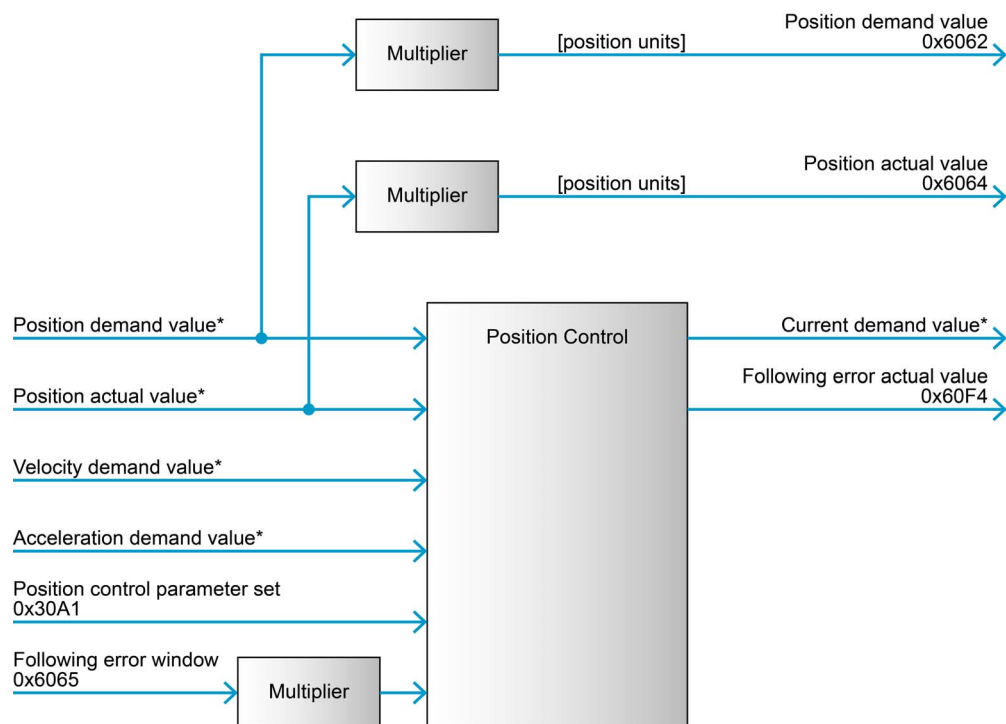 Position demand value
0x6062
Multiplier
[position units]
Position actual value
0x6064
Multiplier
[position units]
Position demand value*
Position Control
Current demand value*
Following error actual value
0x60F4
Position actual value*
Velocity demand value*
Acceleration demand value*
Position control parameter set
0x30A1
Following error window
0x6065
Multiplier